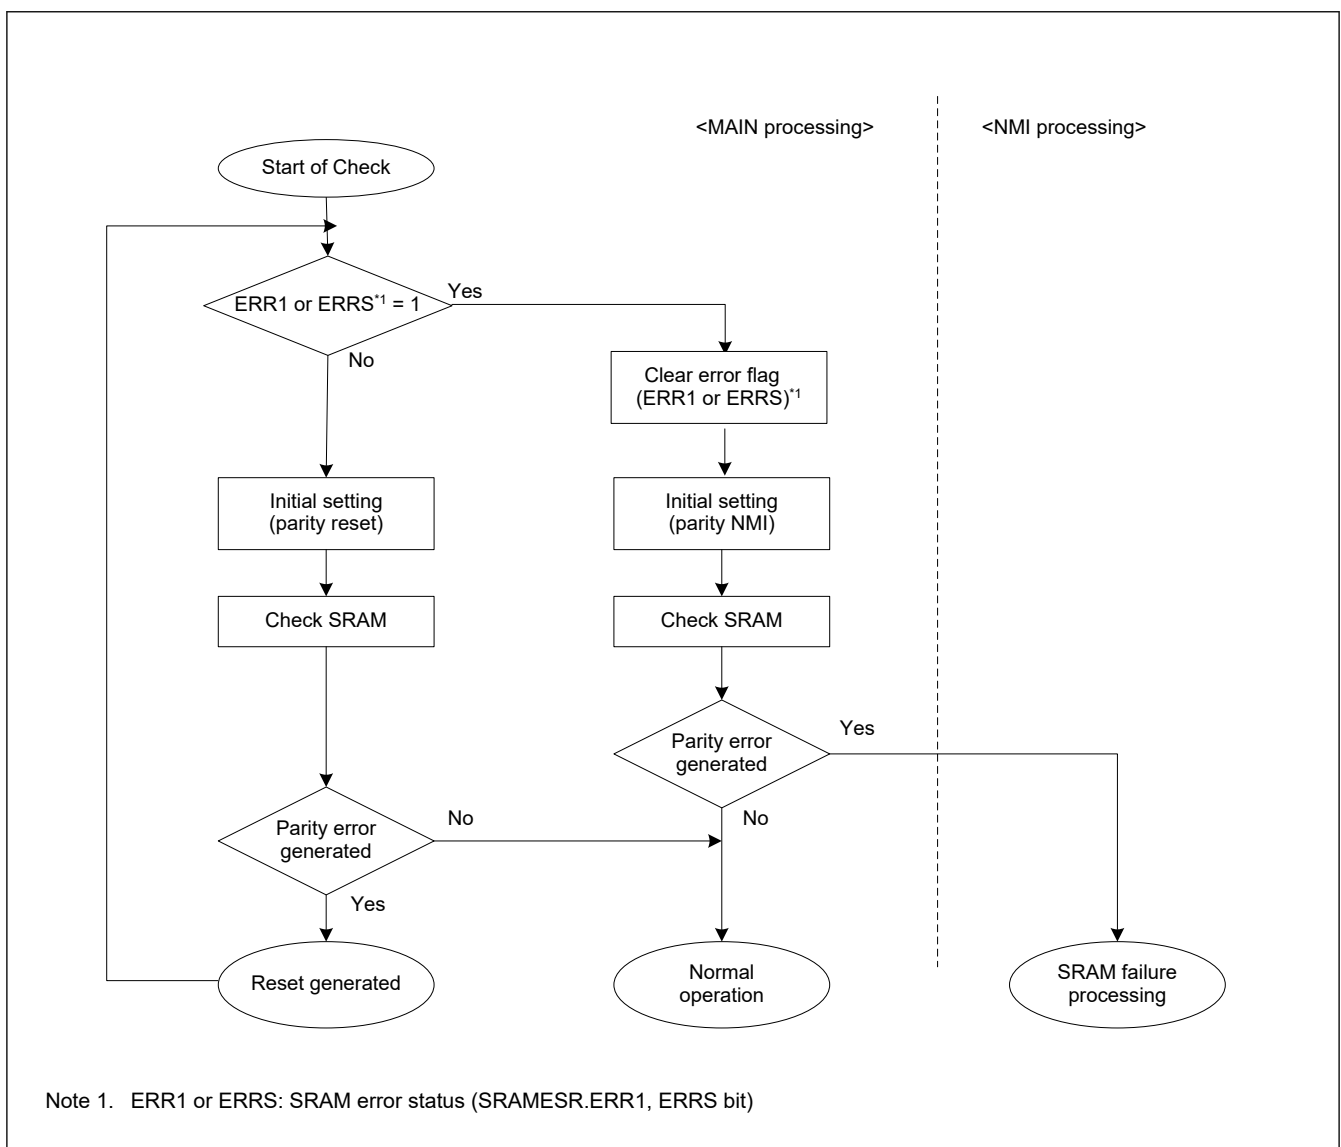 <MAIN processing>
<NMI processing>
Start of Check
ERR1 or ERRS*1 = 1
Yes
No
Clear error flag
(ERR1 or ERRS)*1
Initial setting
(parity reset)
Initial setting
(parity NMI)
Check SRAM
Check SRAM
Parity error
generated
Yes
No
Parity error
generated
No
Yes
Reset generated
Normal
operation
SRAM failure
processing
Note 1. ERR1 or ERRS: SRAM error status (SRAMESR.ERR1, ERRS bit)